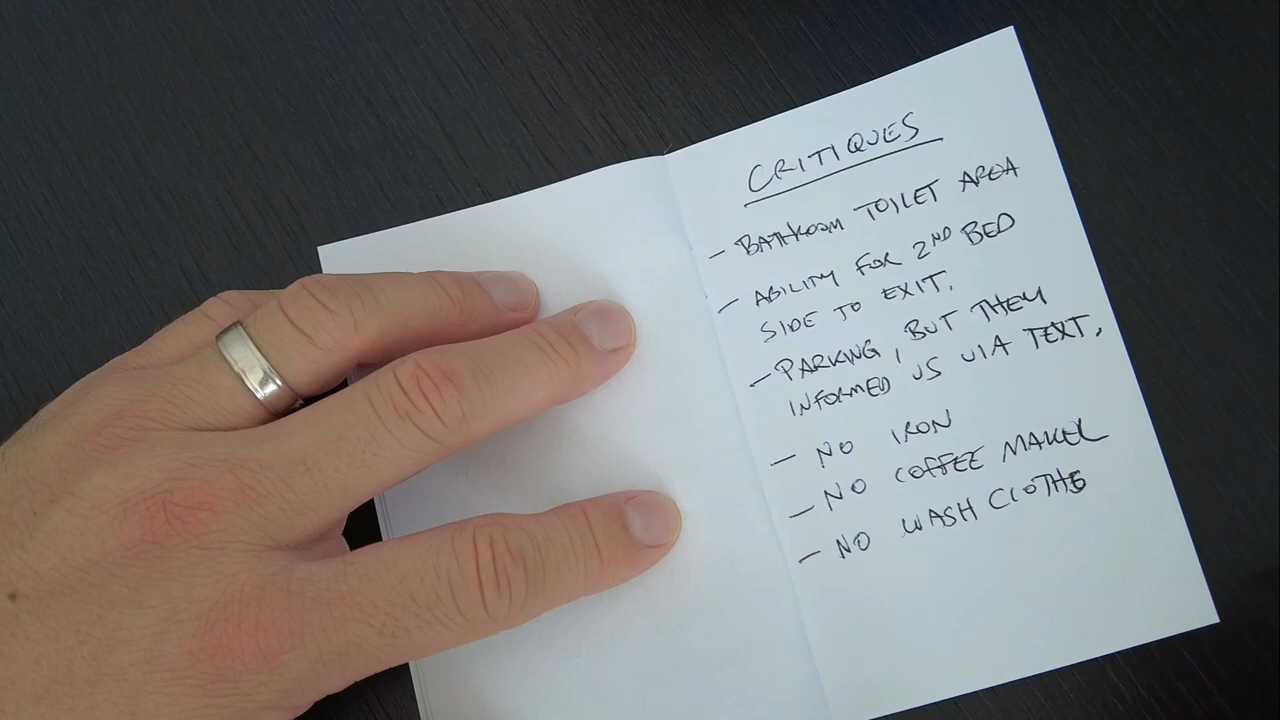 CRITIQUES
- BATHROOM TOILET AREA
- ABILITY FOR 2ND BED
SIDE TO EXIT.
- PARKING, BUT THEY
INFORMED US VIA TEXT.
- NO IRON
- NO COFFEE MAKER
- NO WASH CLOTHS